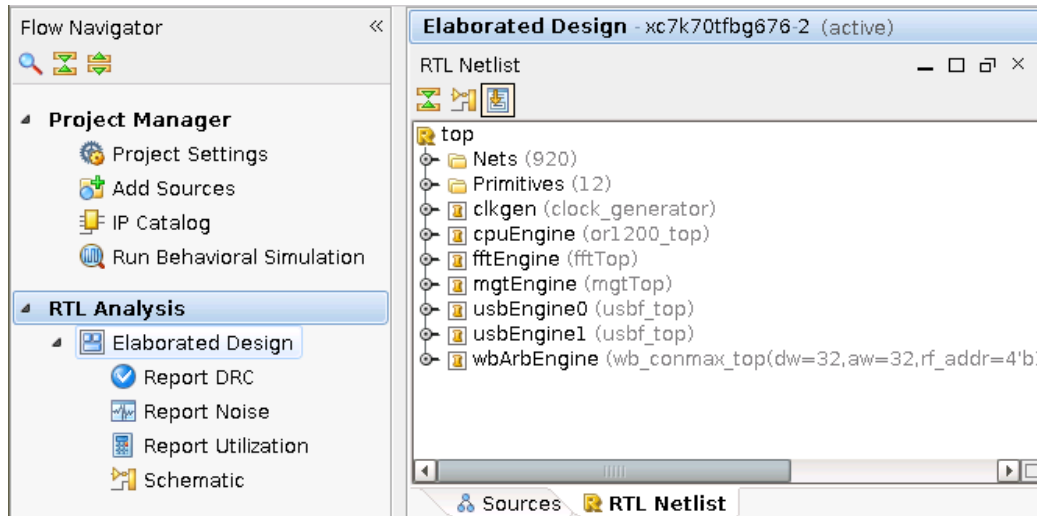 Flow Navigator
Project Manager
Project Settings
Add Sources
IP Catalog
Run Behavioral Simulation
RTL Analysis
Elaborated Design
Report DRC
Report Noise
Report Utilization
Schematic
Elaborated Design - xc7k70tfbg676-2 (active)
RTL Netlist
top
Nets (920)
Primitives (12)
clkgen (clock_generator)
cpuEngine (or1200_top)
fftEngine (fftTop)
mgtEngine (mgtTop)
usbEngine0 (usbf_top)
usbEngine1 (usbf_top)
wbArbEngine (wb_conmax_top(dw=32,aw=32,rf_addr=4'b
Sources RTL Netlist